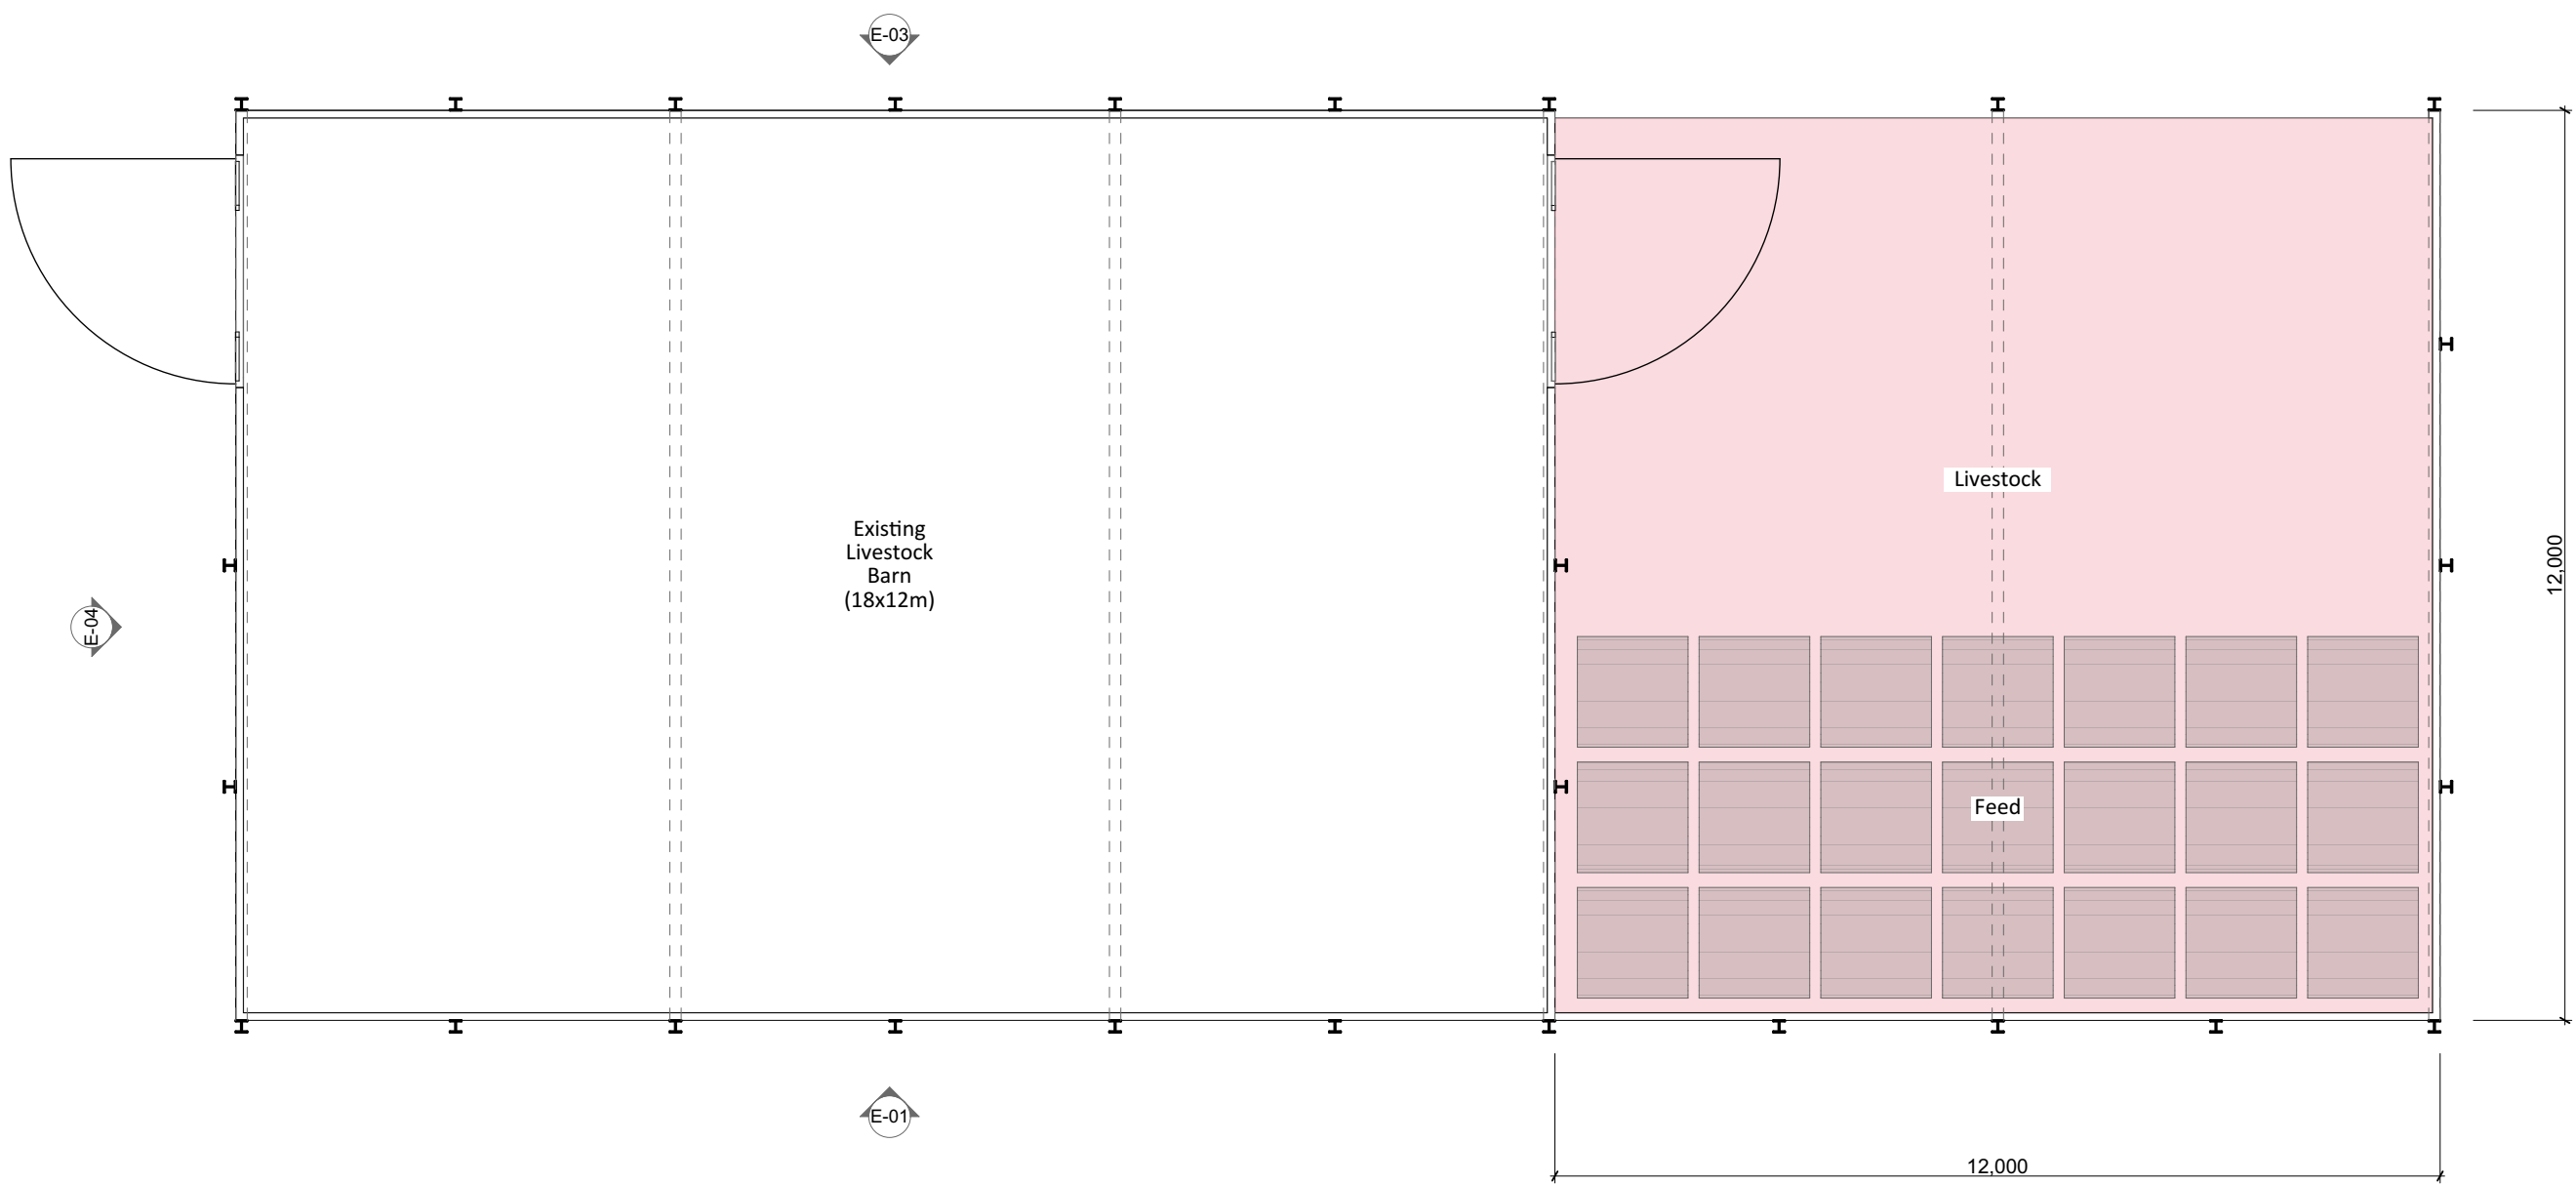 E-03
Existing
Livestock
Barn
(18x12m)
E-04
Livestock
Feed
12,000
E-01
12,000